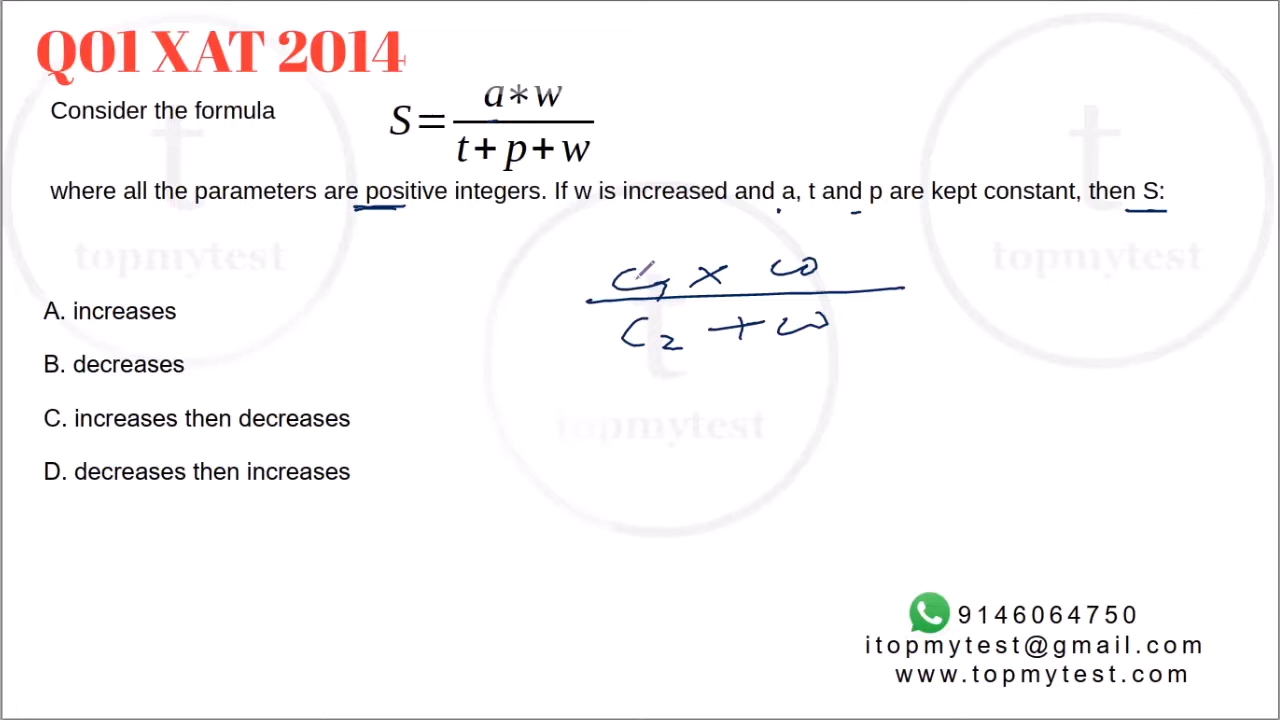 Q01 XAT 2014
Consider the formula
S = a*w / t+p+w
where all the parameters are positive integers. If w is increased and a, t and p are kept constant, then S:
C₁ × w
C₂ + w
A. increases
B. decreases
C. increases then decreases
D. decreases then increases
t
topmytest
t
topmytest
t
topmytest
9146064750
itopmytest@gmail.com
www.topmytest.com